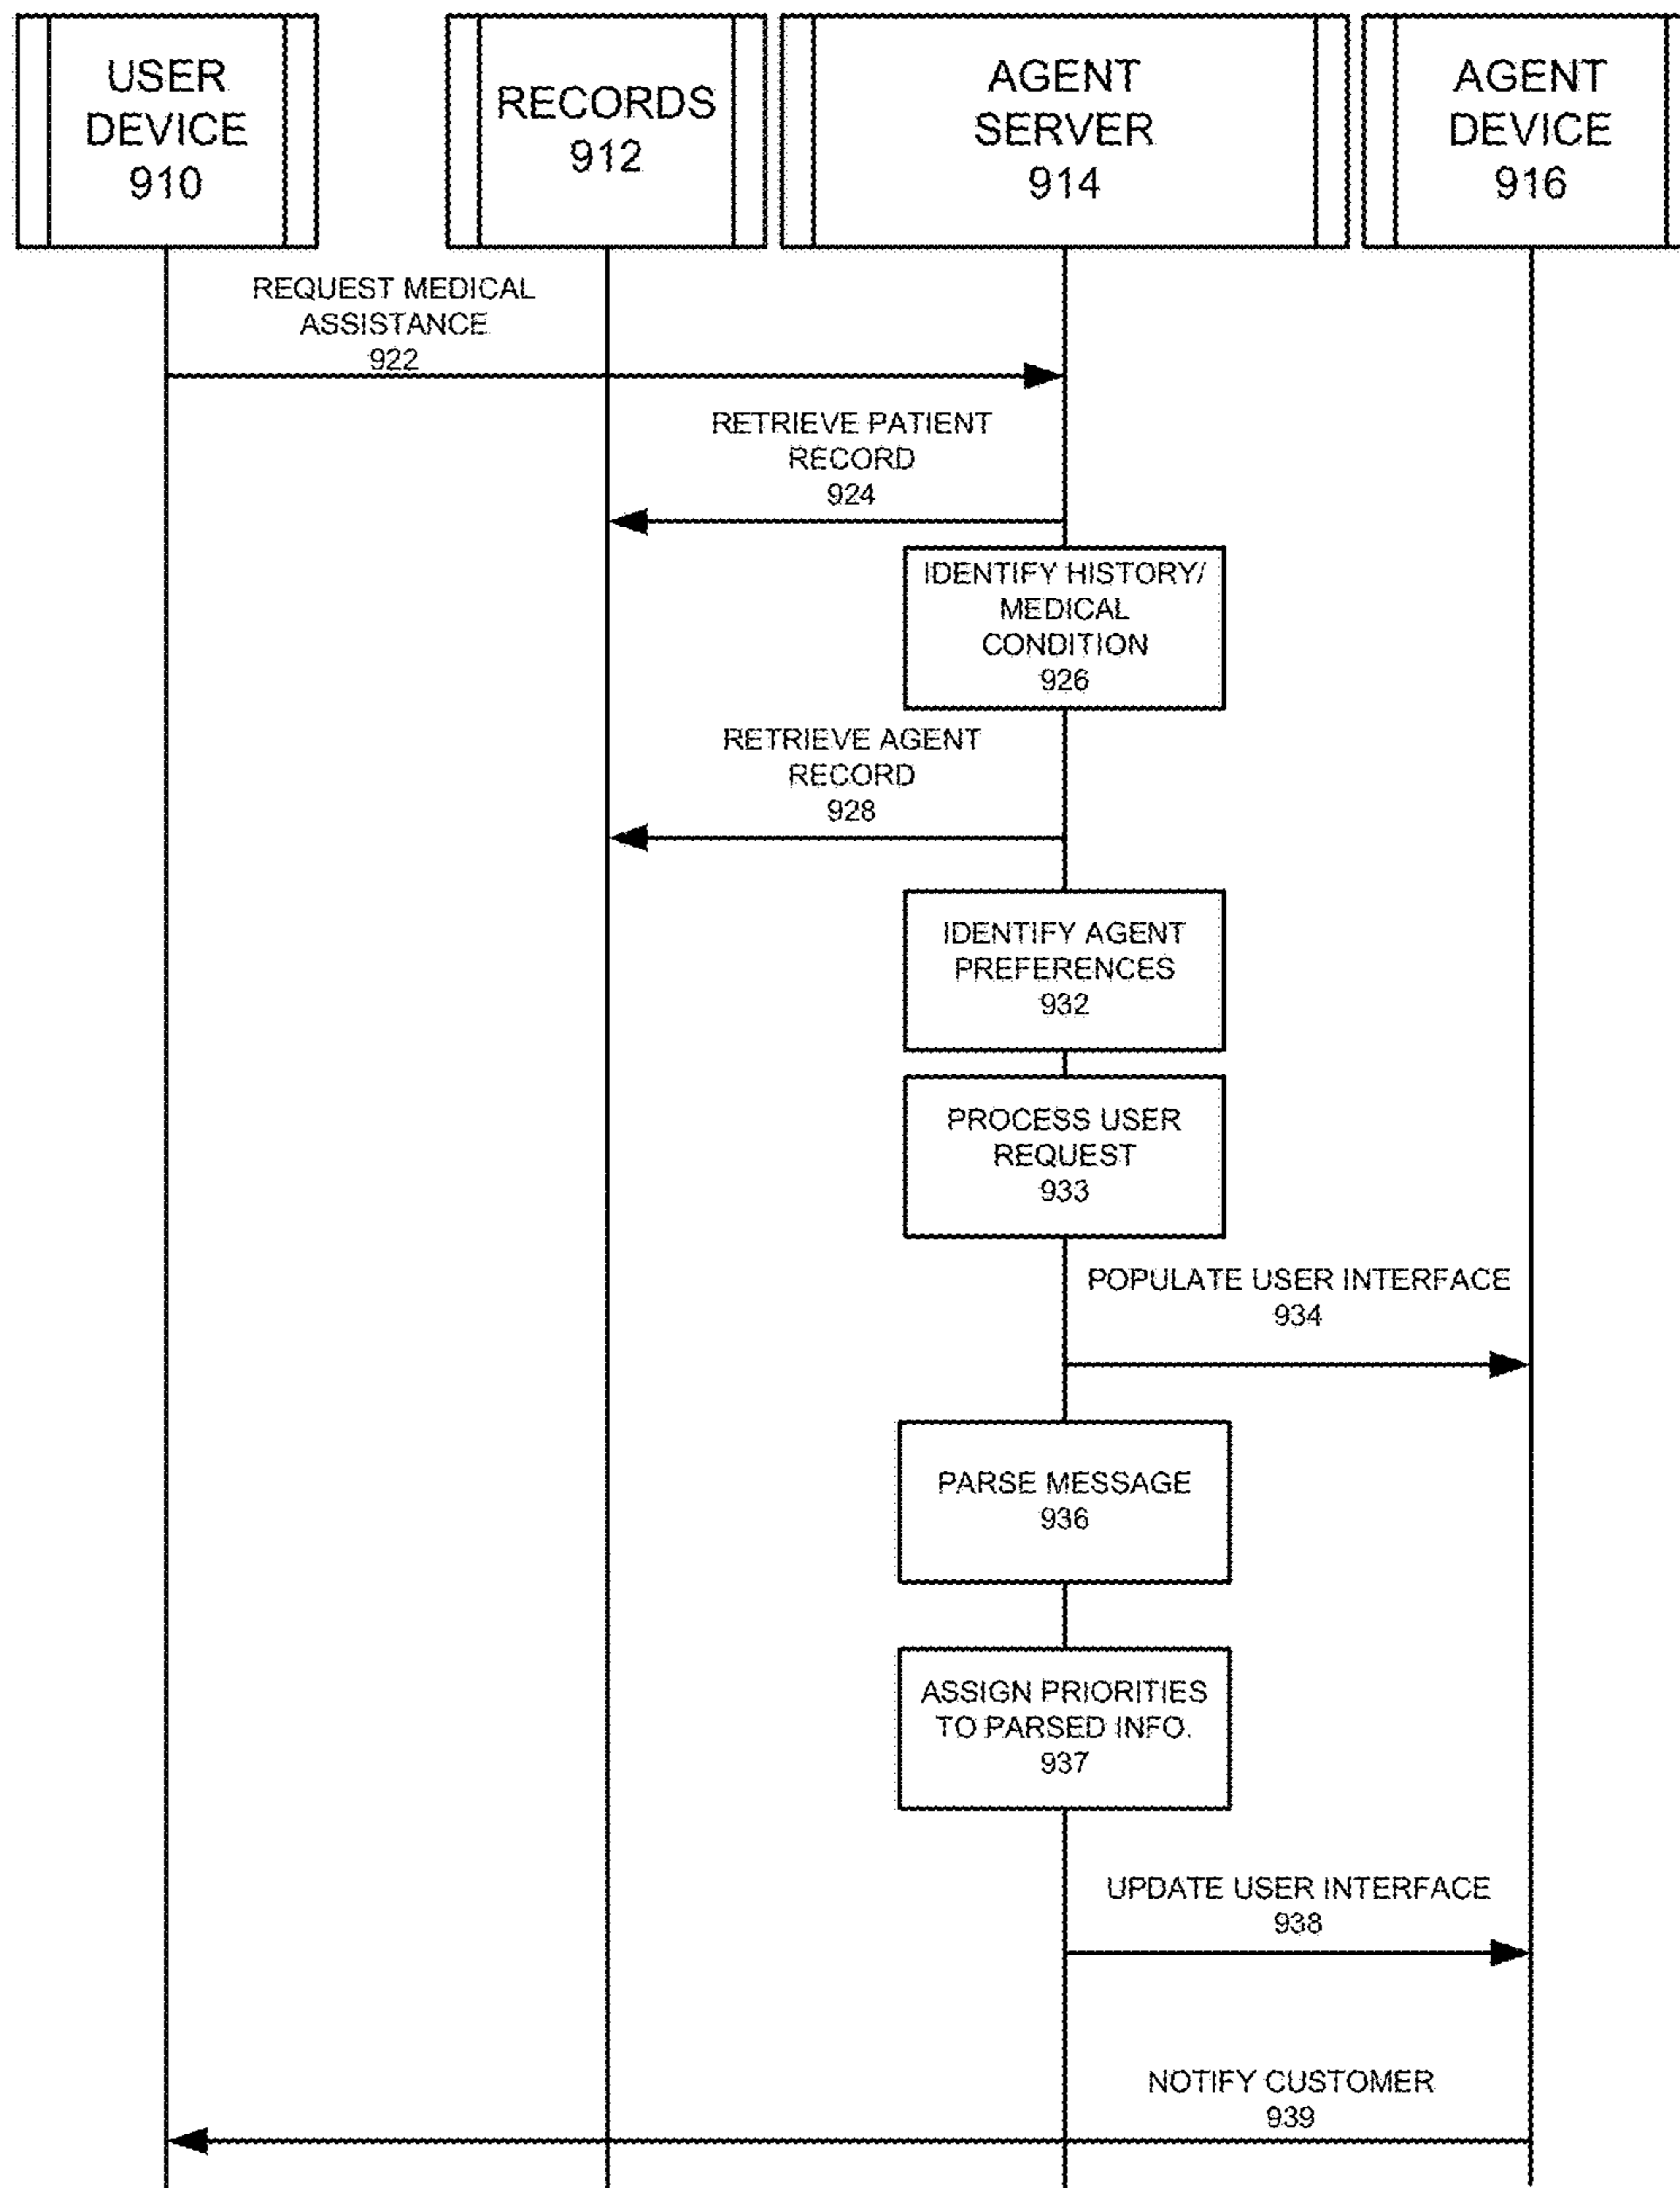 USER
DEVICE
910
RECORDS
912
AGENT
SERVER
914
AGENT
DEVICE
916
REQUEST MEDICAL
ASSISTANCE
922
RETRIEVE PATIENT
RECORD
924
IDENTIFY HISTORY/
MEDICAL
CONDITION
926
RETRIEVE AGENT
RECORD
928
IDENTIFY AGENT
PREFERENCES
932
PROCESS USER
REQUEST
933
POPULATE USER INTERFACE
934
PARSE MESSAGE
936
ASSIGN PRIORITIES
TO PARSED INFO.
937
UPDATE USER INTERFACE
938
NOTIFY CUSTOMER
939